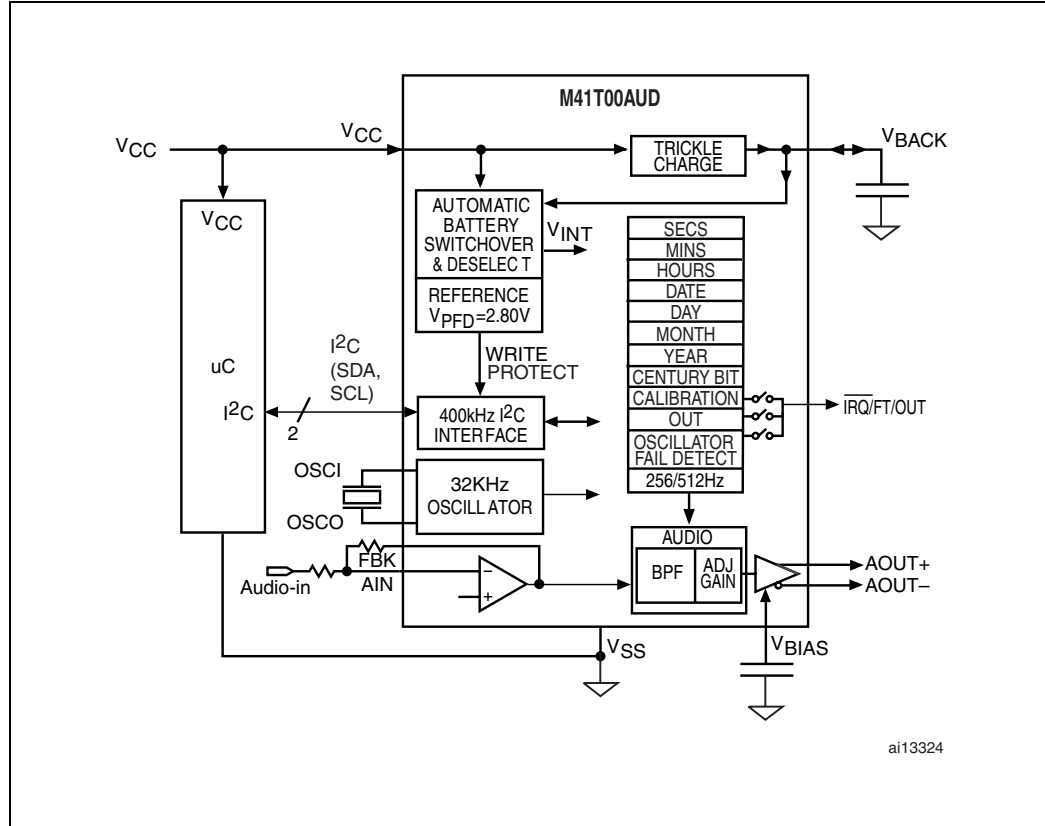 M41T00AUD
VCC
VCC
TRICKLE
CHARGE
VBACK
VCC
uC
I2C
AUTOMATIC
BATTERY
SWITCHOVER
& DESELECT
VINT
REFERENCE
VPFD=2.80V
I2C
(SDA,
SCL)
2
WRITE
PROTECT
400kHz I2C
INTERFACE
SECS
MINS
HOURS
DATE
DAY
MONTH
YEAR
CENTURY BIT
CALIBRATION
OUT
OSCILLATOR
FAIL DETECT
256/512Hz
IRQ/FT/OUT
OSCI
OSCO
32KHz
OSCILLATOR
Audio-in
FBK
AIN
−
+
AUDIO
BPF
ADJ
GAIN
AOUT+
AOUT−
VSS
VBIAS
ai13324